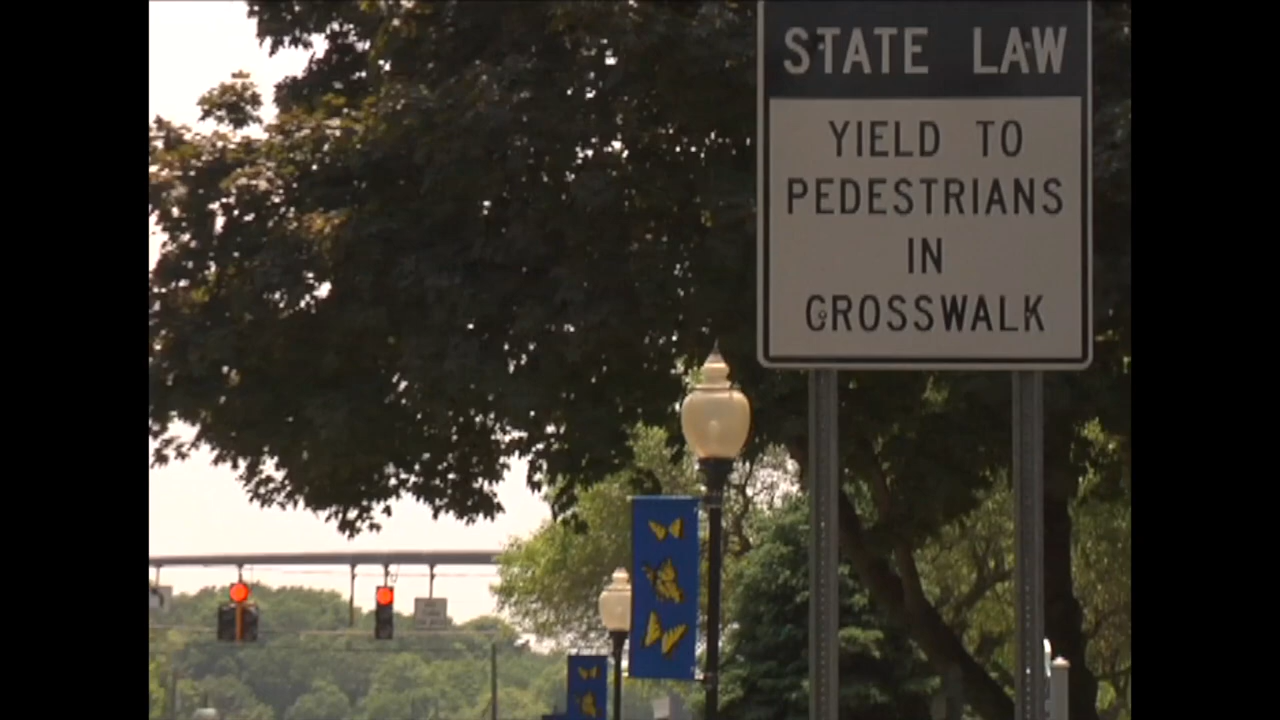 STATE LAW
YIELD TO
PEDESTRIANS
IN
CROSSWALK